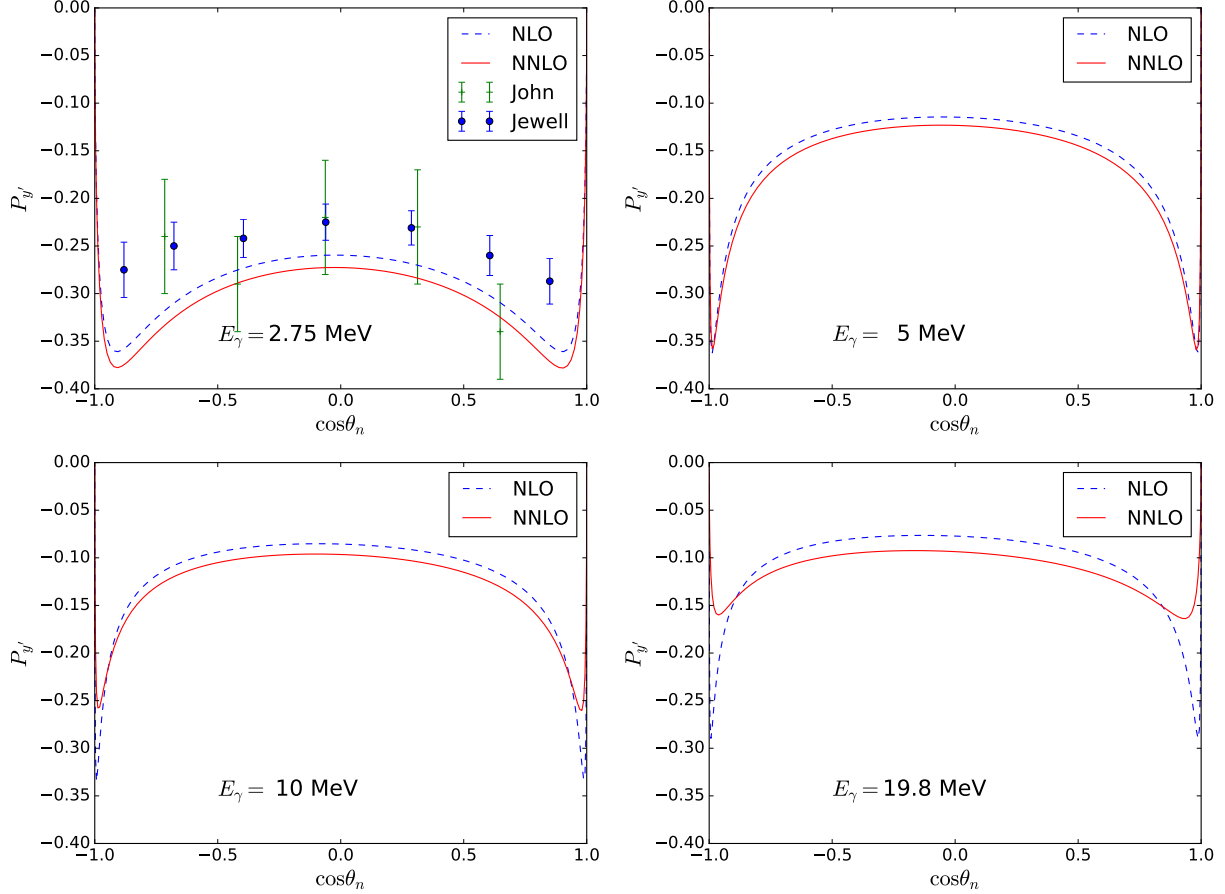 0.00
−0.05
−0.10
−0.15
−0.20
−0.25
−0.30
−0.35
−0.40
P_{y′}
NLO
NNLO
John
Jewell
E_γ = 2.75 MeV
−1.0 −0.5 0.0 0.5 1.0
cosθ_n
0.00
−0.05
−0.10
−0.15
−0.20
−0.25
−0.30
−0.35
−0.40
P_{y′}
NLO
NNLO
E_γ = 5 MeV
−1.0 −0.5 0.0 0.5 1.0
cosθ_n
0.00
−0.05
−0.10
−0.15
−0.20
−0.25
−0.30
−0.35
−0.40
P_{y′}
NLO
NNLO
E_γ = 10 MeV
−1.0 −0.5 0.0 0.5 1.0
cosθ_n
0.00
−0.05
−0.10
−0.15
−0.20
−0.25
−0.30
−0.35
−0.40
P_{y′}
NLO
NNLO
E_γ = 19.8 MeV
−1.0 −0.5 0.0 0.5 1.0
cosθ_n